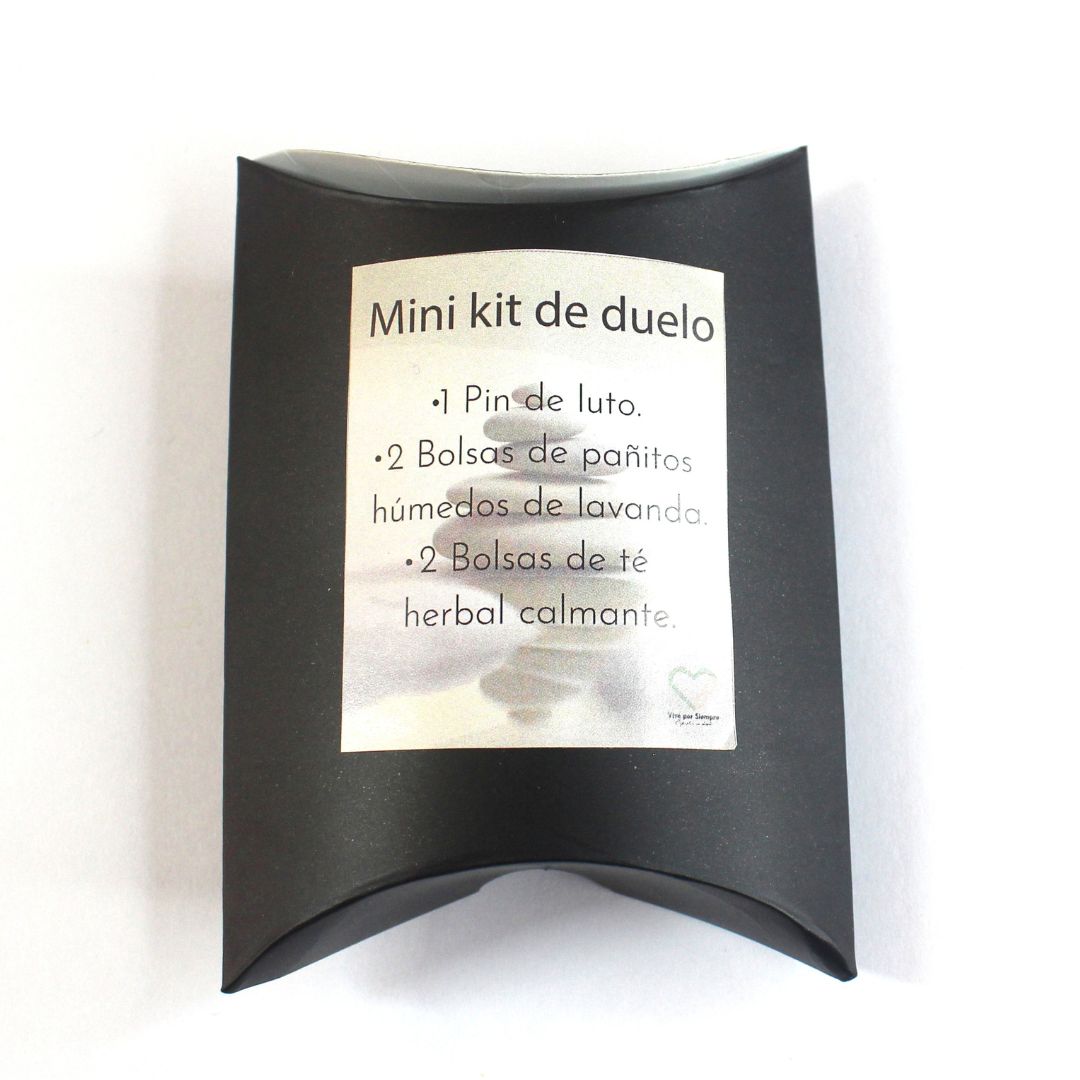 Mini kit de duelo
•1 Pin de luto.
•2 Bolsas de pañitos
húmedos de lavanda.
•2 Bolsas de té
herbal calmante.
Vive por Siempre